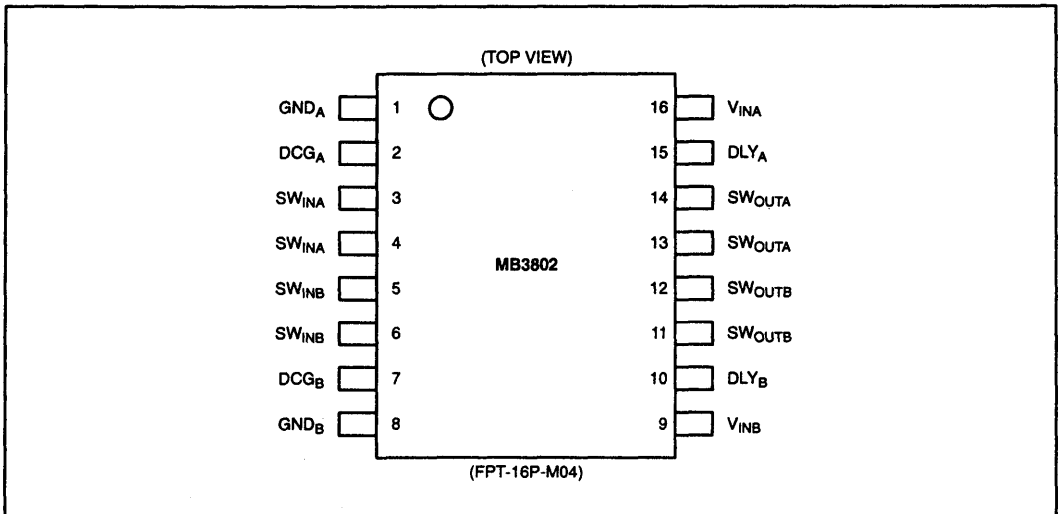 (TOP VIEW)
GNDA 1 16 VINA
DCGA 2 15 DLYA
SWINA 3 14 SWOUTA
SWINA 4 13 SWOUTA
MB3802
SWINB 5 12 SWOUTB
SWINB 6 11 SWOUTB
DCGB 7 10 DLYB
GNDB 8 9 VINB
(FPT-16P-M04)